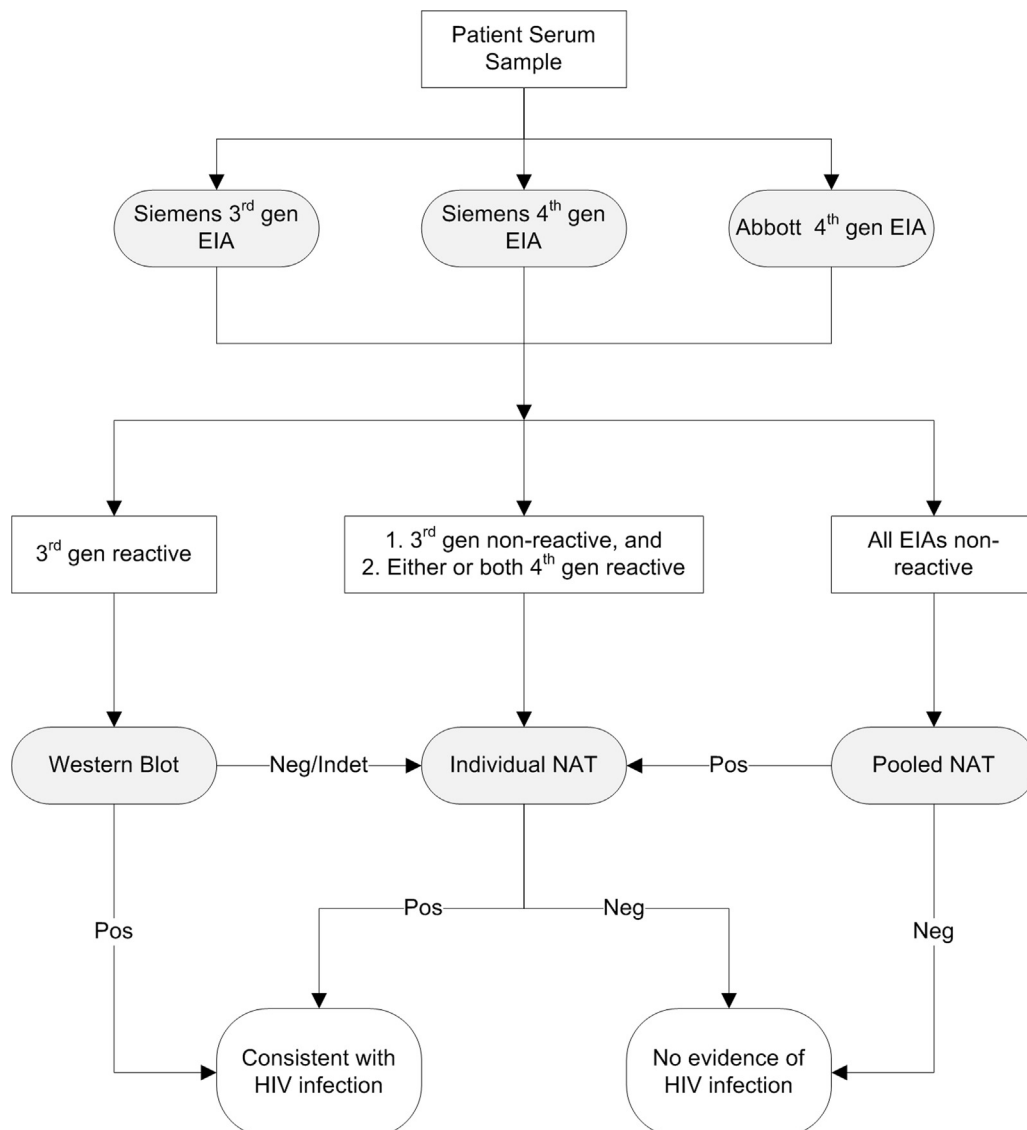 Patient Serum
Sample
Siemens 3rd gen
EIA
Siemens 4th gen
EIA
Abbott 4th gen EIA
3rd gen reactive
1. 3rd gen non-reactive, and
2. Either or both 4th gen reactive
All EIAs non-
reactive
Western Blot
Neg/Indet
Individual NAT
Pos
Pooled NAT
Pos
Pos
Neg
Neg
Consistent with
HIV infection
No evidence of
HIV infection